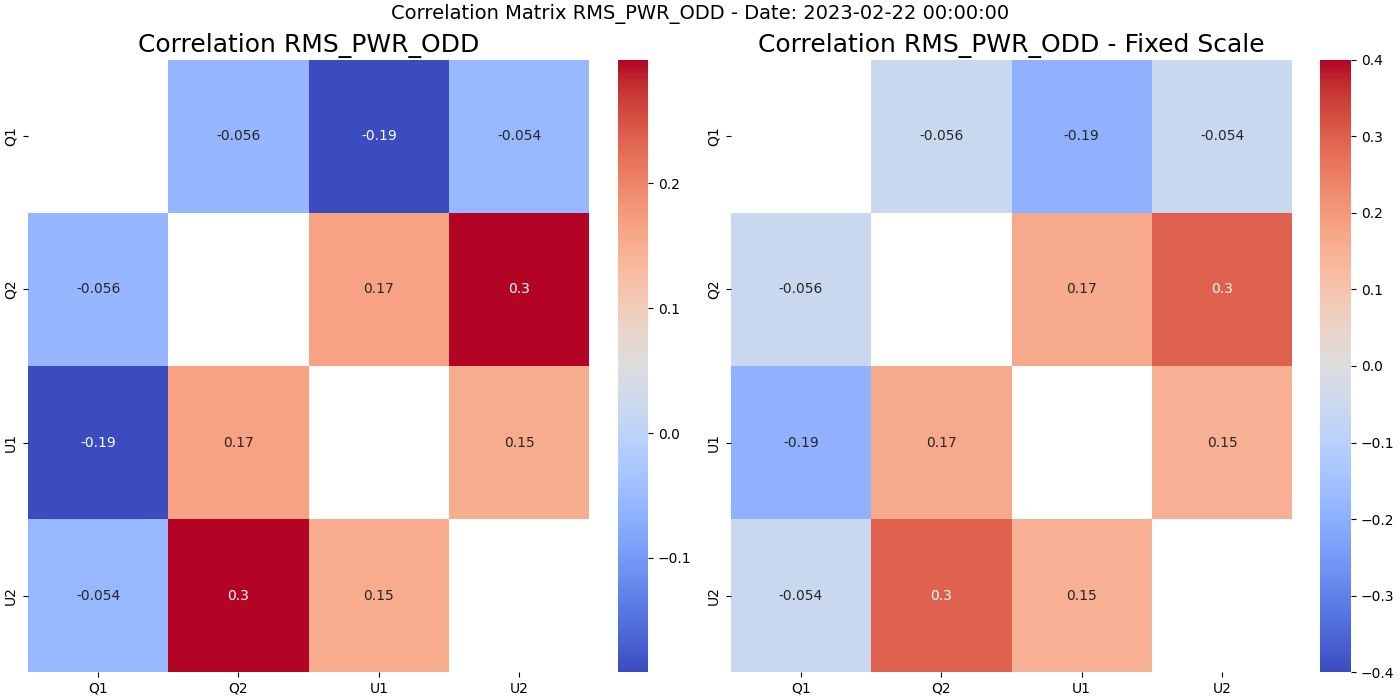 Correlation Matrix RMS_PWR_ODD - Date: 2023-02-22 00:00:00
Correlation RMS_PWR_ODD
Q1
-0.056
-0.19
-0.054
Q2
-0.056
0.17
0.3
U1
-0.19
0.17
0.15
U2
-0.054
0.3
0.15
Q1
Q2
U1
U2
0.2
0.1
0.0
−0.1
Correlation RMS_PWR_ODD - Fixed Scale
Q1
-0.056
-0.19
-0.054
Q2
-0.056
0.17
0.3
U1
-0.19
0.17
0.15
U2
-0.054
0.3
0.15
Q1
Q2
U1
U2
0.4
0.3
0.2
0.1
0.0
−0.1
−0.2
−0.3
−0.4